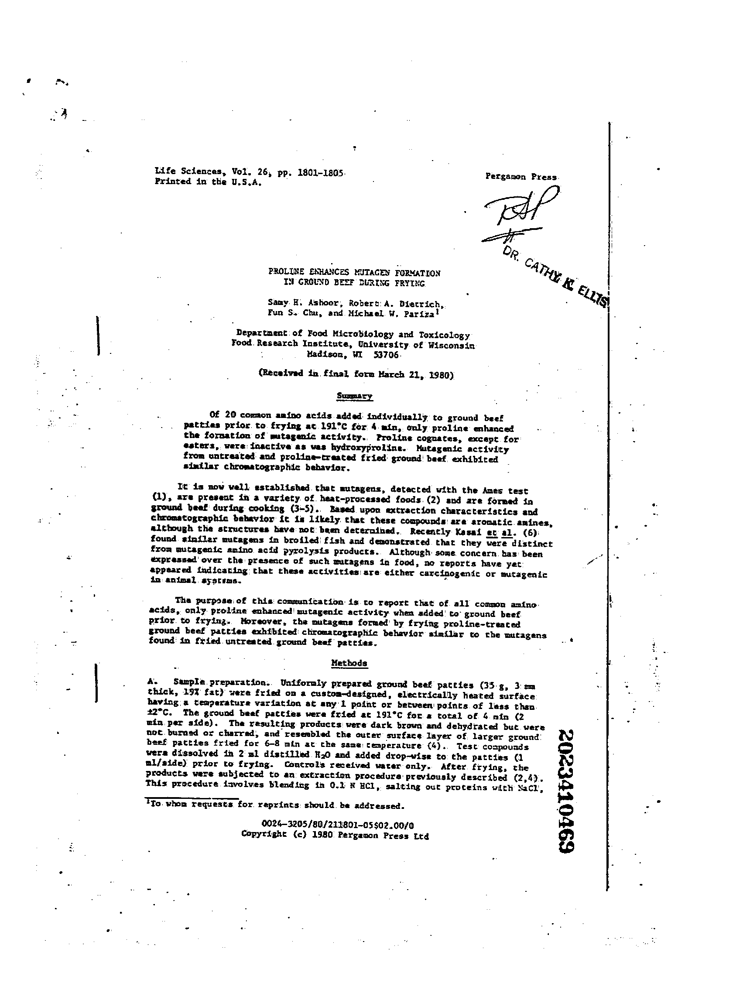 Life Sciences, Vol. 26, pp. 1801-1805
Printed in the U.S.A.
Pergamon Press
DR. CATHY K ELLIS
PROLINE ENHANCES MUTAGEN FORMATION
IN GROUND BEEF DURING FRYING
Samy H. Ashoor, Robert A. Dietrich,
Fun S. Chu, and Michael W. Pariza¹
Department of Food Microbiology and Toxicology
Food Research Institute, University of Wisconsin
Madison, WI 53706
(Received in final form March 21, 1980)
Summary
Of 20 common amino acids added individually to ground beef
patties prior to frying at 191°C for 4 min, only proline enhanced
the formation of mutagenic activity. Proline cognates, except for
esters, were inactive as was hydroxyproline. Mutagenic activity
from untreated and proline-treated fried ground beef exhibited
similar chromatographic behavior.
It is now well established that mutagens, detected with the Ames test
(1), are present in a variety of heat-processed foods (2) and are formed in
ground beef during cooking (3-5). Based upon extraction characteristics and
chromatographic behavior it is likely that these compounds are aromatic amines,
although the structures have not been determined. Recently Kasai et al. (6)
found similar mutagens in broiled fish and demonstrated that they were distinct
from mutagenic amino acid pyrolysis products. Although some concern has been
expressed over the presence of such mutagens in food, no reports have yet
appeared indicating that these activities are either carcinogenic or mutagenic
in animal systems.
The purpose of this communication is to report that of all common amino
acids, only proline enhanced mutagenic activity when added to ground beef
prior to frying. Moreover, the mutagens formed by frying proline-treated
ground beef patties exhibited chromatographic behavior similar to the mutagens
found in fried untreated ground beef patties.
Methods
A. Sample preparation. Uniformly prepared ground beef patties (35 g, 3 mm
thick, 19% fat) were fried on a custom-designed, electrically heated surface
having a temperature variation at any 1 point or between points of less than
±2°C. The ground beef patties were fried at 191°C for a total of 4 min (2
min per side). The resulting products were dark brown and dehydrated but were
not burned or charred, and resembled the outer surface layer of larger ground
beef patties fried for 6-8 min at the same temperature (4). Test compounds
were dissolved in 2 ml distilled H₂O and added drop-wise to the patties (1
ml/side) prior to frying. Controls received water only. After frying, the
products were subjected to an extraction procedure previously described (2,4).
This procedure involves blending in 0.1 N HCl, salting out proteins with NaCl,
¹To whom requests for reprints should be addressed.
0024-3205/80/211801-05$02.00/0
Copyright (c) 1980 Pergamon Press Ltd
2023410469